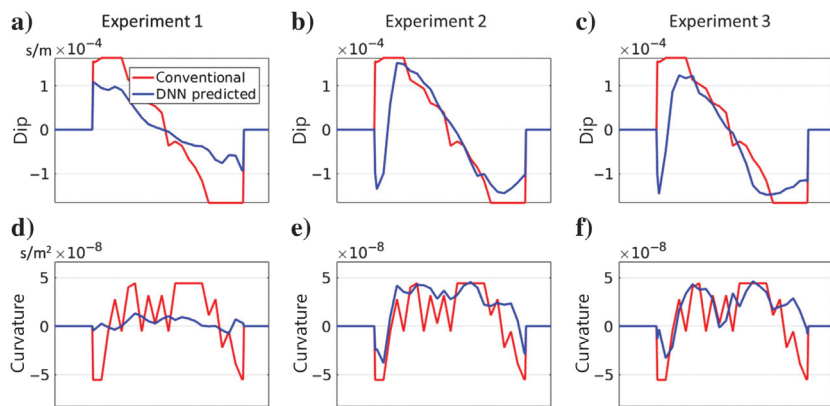 a) Experiment 1
b) Experiment 2
c) Experiment 3
s/m ×10⁻⁴
×10⁻⁴
×10⁻⁴
Conventional
DNN predicted
Dip
1
0
−1
Dip
1
0
−1
Dip
1
0
−1
d)
e)
f)
s/m² ×10⁻⁸
×10⁻⁸
×10⁻⁸
Curvature
5
0
−5
Curvature
5
0
−5
Curvature
5
0
−5